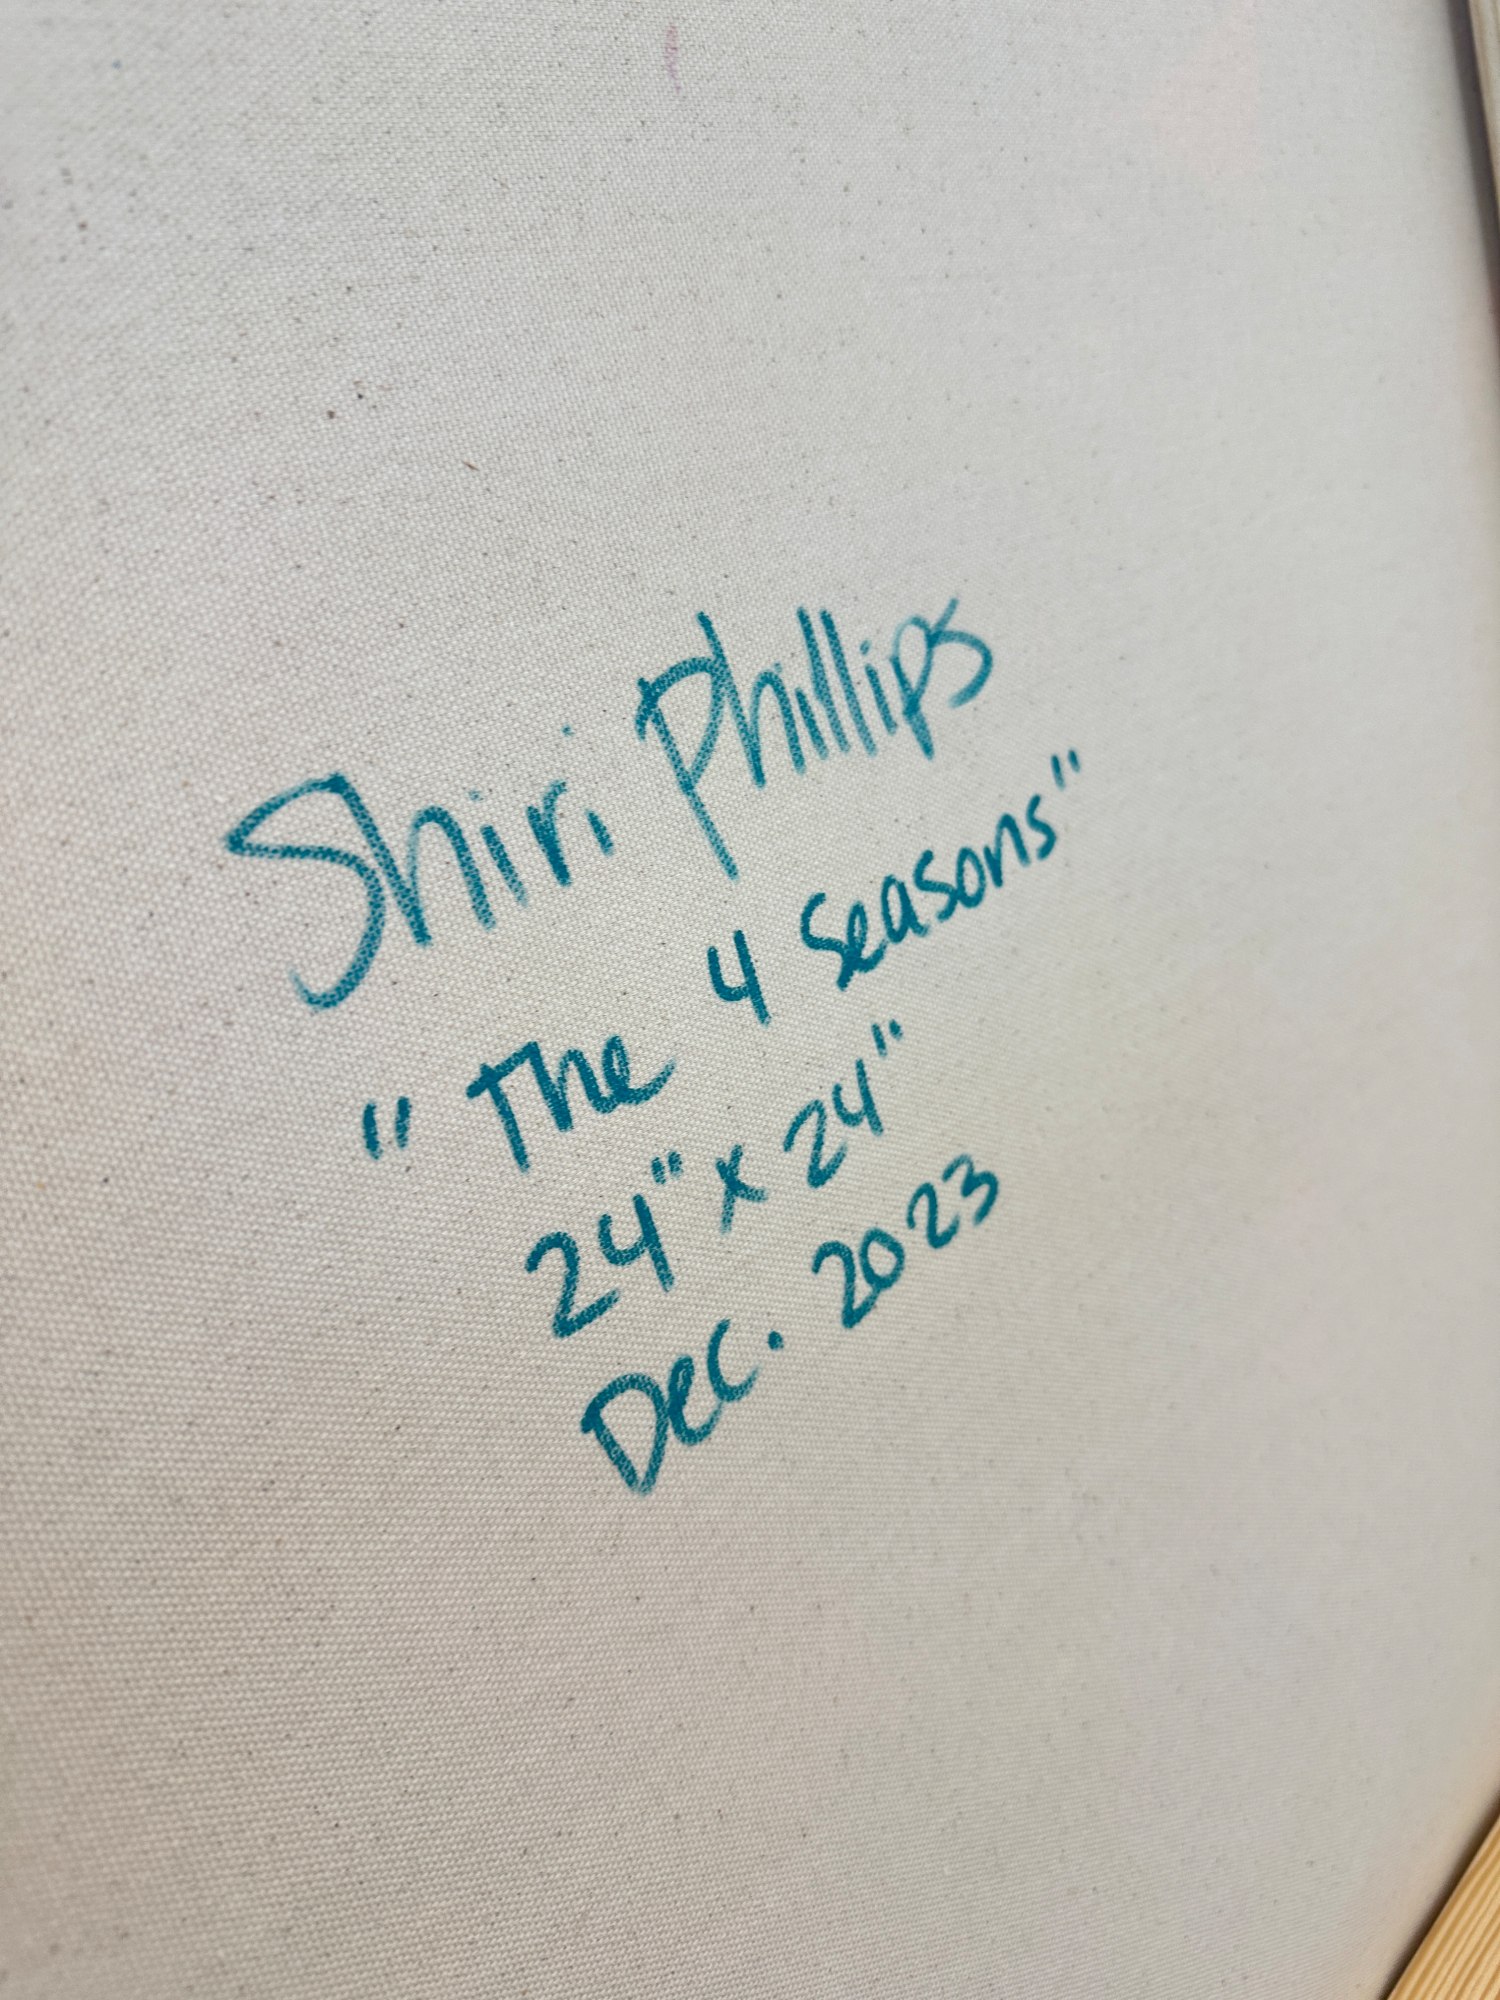 Shiri Phillips
"The 4 Seasons"
24" x 24"
Dec. 2023